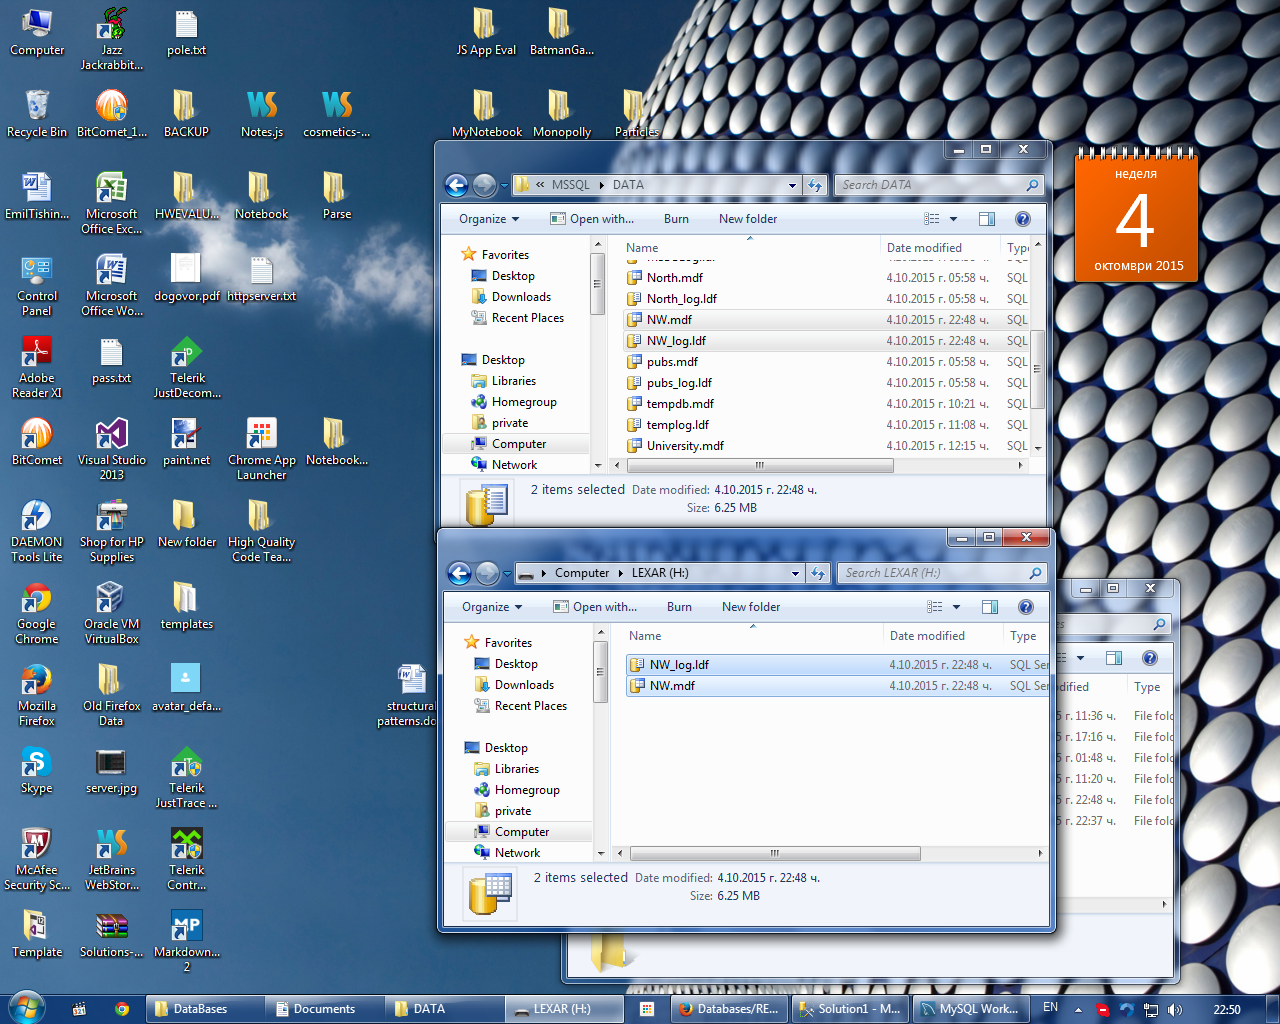 Computer
Jazz
Jackrabbit...
pole.txt
JS App Eval
BatmanGa...
Recycle Bin
BitComet_1...
BACKUP
Notes.js
cosmetics-...
MyNotebook
Monopolly
Particles
EmilTishin...
Microsoft
Office Exc...
HWEVALU...
Notebook
Parse
Control
Panel
Microsoft
Office Wo...
dogovor.pdf
httpserver.txt
Adobe
Reader XI
pass.txt
Telerik
JustDecom...
BitComet
Visual Studio
2013
paint.net
Chrome App
Launcher
Notebook...
DAEMON
Tools Lite
Shop for HP
Supplies
New folder
High Quality
Code Tea...
Google
Chrome
Oracle VM
VirtualBox
templates
Mozilla
Firefox
Old Firefox
Data
avatar_defa...
structural
patterns.do
Skype
server.jpg
Telerik
JustTrace ...
McAfee
Security Sc...
JetBrains
WebStor...
Telerik
Contr...
Template
Solutions-...
Markdown...
2
неделя
4
октомври 2015
« MSSQL DATA
Search DATA
Organize
Open with...
Burn
New folder
Favorites
Desktop
Downloads
Recent Places
Desktop
Libraries
Homegroup
private
Computer
Network
Name Date modified Typ
North.mdf 4.10.2015 г. 05:58 ч. SQL
North_log.ldf 4.10.2015 г. 05:58 ч. SQL
NW.mdf 4.10.2015 г. 22:48 ч. SQL
NW_log.ldf 4.10.2015 г. 22:48 ч. SQL
pubs.mdf 4.10.2015 г. 05:58 ч. SQL
pubs_log.ldf 4.10.2015 г. 05:58 ч. SQL
tempdb.mdf 4.10.2015 г. 10:21 ч. SQL
templog.ldf 4.10.2015 г. 11:08 ч. SQL
University.mdf 4.10.2015 г. 12:15 ч. SQL
2 items selected Date modified: 4.10.2015 г. 22:48 ч.
Size: 6.25 MB
Computer LEXAR (H:)
Search LEXAR (H:)
Organize
Open with...
Burn
New folder
Favorites
Desktop
Downloads
Recent Places
Desktop
Libraries
Homegroup
private
Computer
Network
Name Date modified Type
NW_log.ldf 4.10.2015 г. 22:48 ч. SQL Ser
NW.mdf 4.10.2015 г. 22:48 ч. SQL Ser
2 items selected Date modified: 4.10.2015 г. 22:48 ч.
Size: 6.25 MB
dified Type
5 г. 11:36 ч. File fold
5 г. 17:16 ч. File fold
5 г. 01:48 ч. File fold
5 г. 11:20 ч. File fold
5 г. 22:48 ч. File fold
5 г. 22:37 ч. File fold
321
DataBases
Documents
DATA
LEXAR (H:)
Databases/RE...
Solution1 - M...
MySQL Work...
EN
22:50